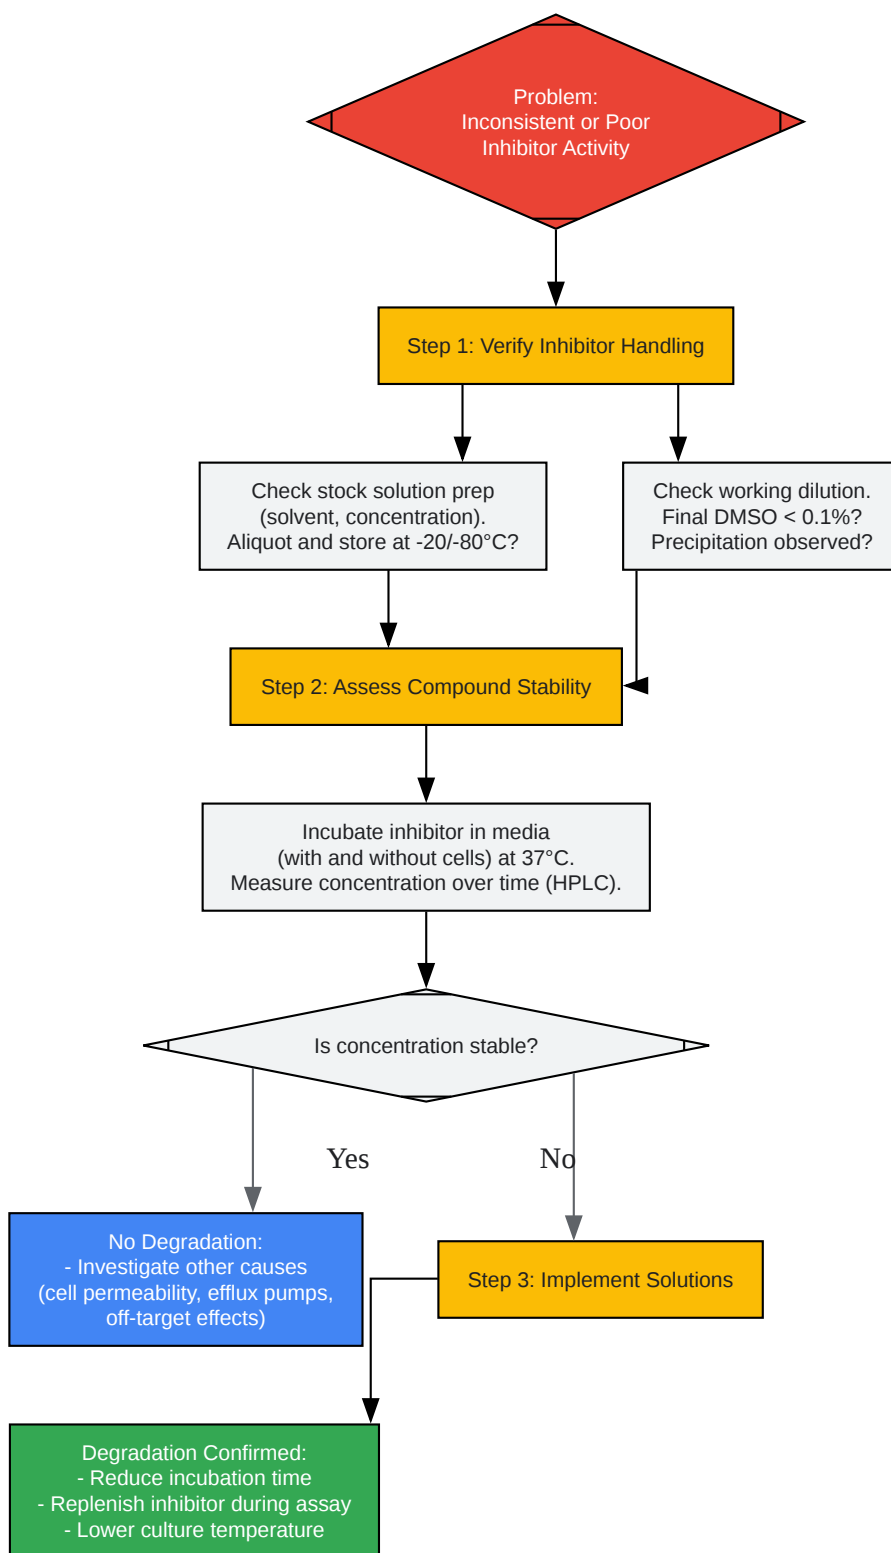 Problem:
Inconsistent or Poor
Inhibitor Activity
Step 1: Verify Inhibitor Handling
Check stock solution prep
(solvent, concentration).
Aliquot and store at -20/-80°C?
Check working dilution.
Final DMSO < 0.1%?
Precipitation observed?
Step 2: Assess Compound Stability
Incubate inhibitor in media
(with and without cells) at 37°C.
Measure concentration over time (HPLC).
Is concentration stable?
Yes
No
No Degradation:
- Investigate other causes
(cell permeability, efflux pumps,
off-target effects)
Step 3: Implement Solutions
Degradation Confirmed:
- Reduce incubation time
- Replenish inhibitor during assay
- Lower culture temperature